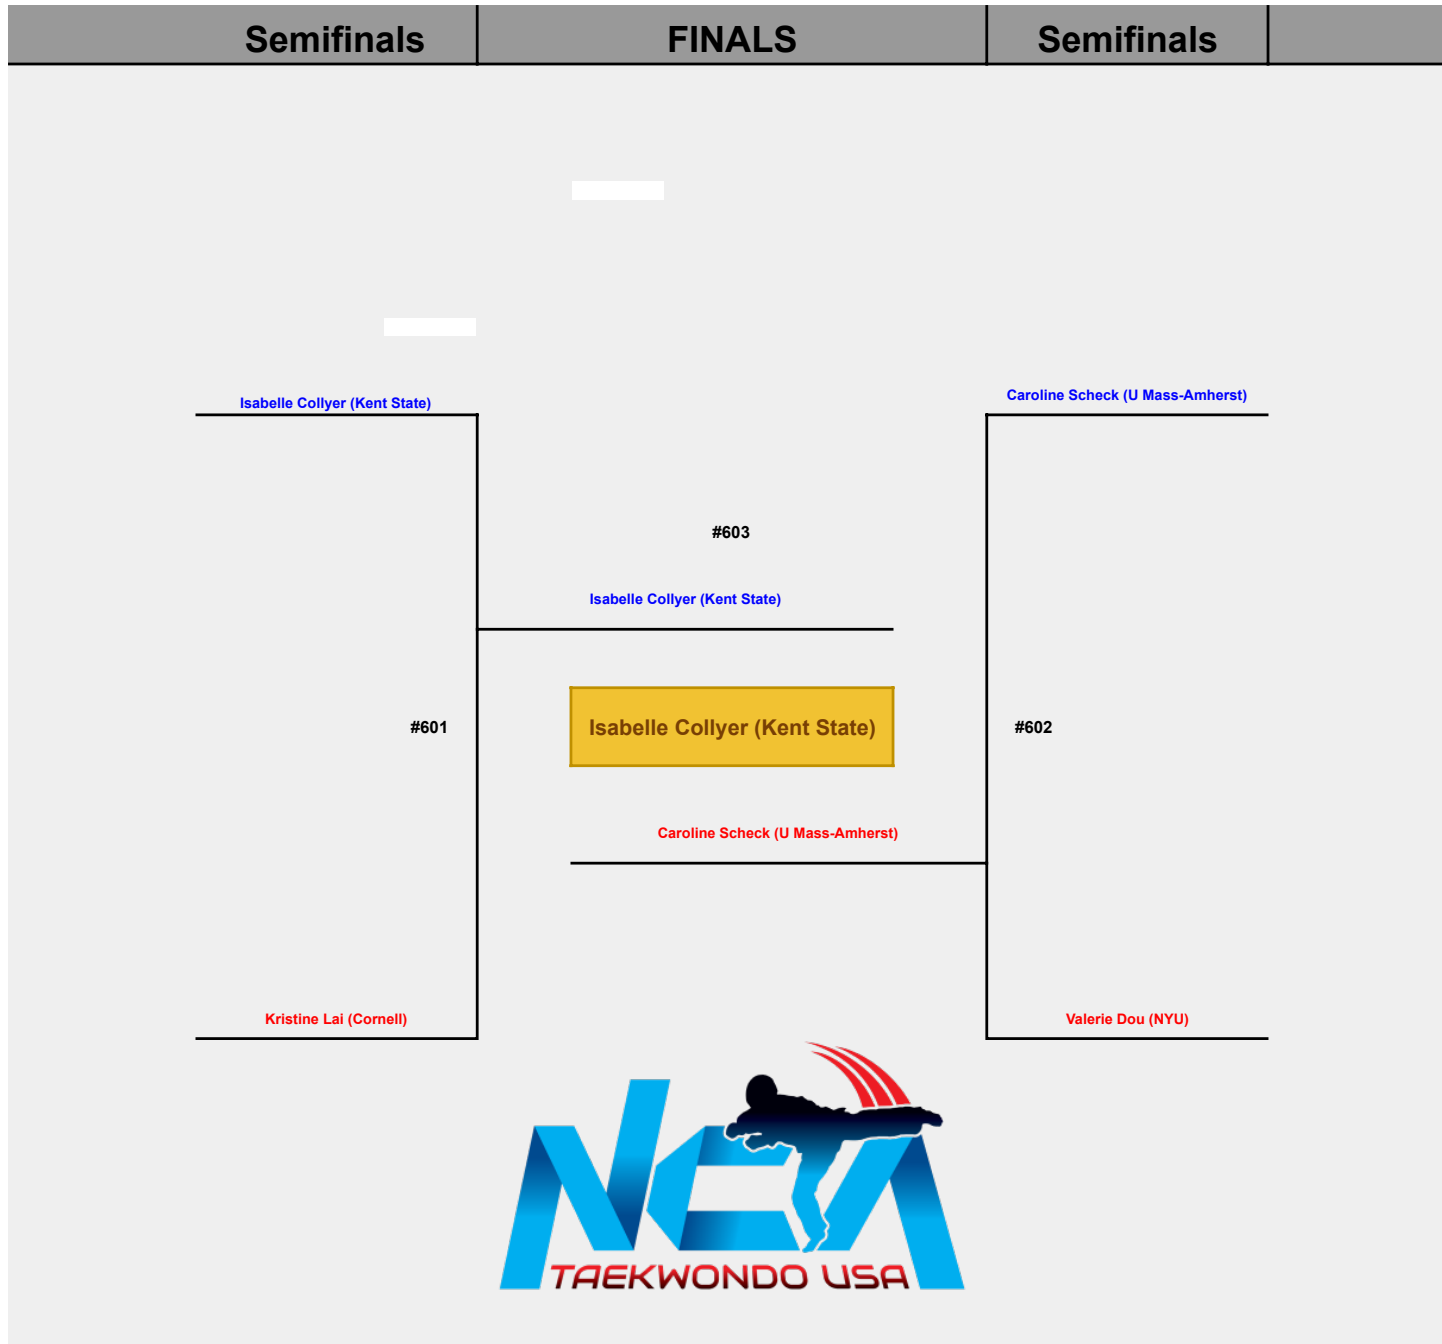 Semifinals
FINALS
Semifinals
Isabelle Collyer (Kent State)
Caroline Scheck (U Mass-Amherst)
#603
Isabelle Collyer (Kent State)
#601
Isabelle Collyer (Kent State)
#602
Caroline Scheck (U Mass-Amherst)
Kristine Lai (Cornell)
Valerie Dou (NYU)
NCTA
TAEKWONDO USA